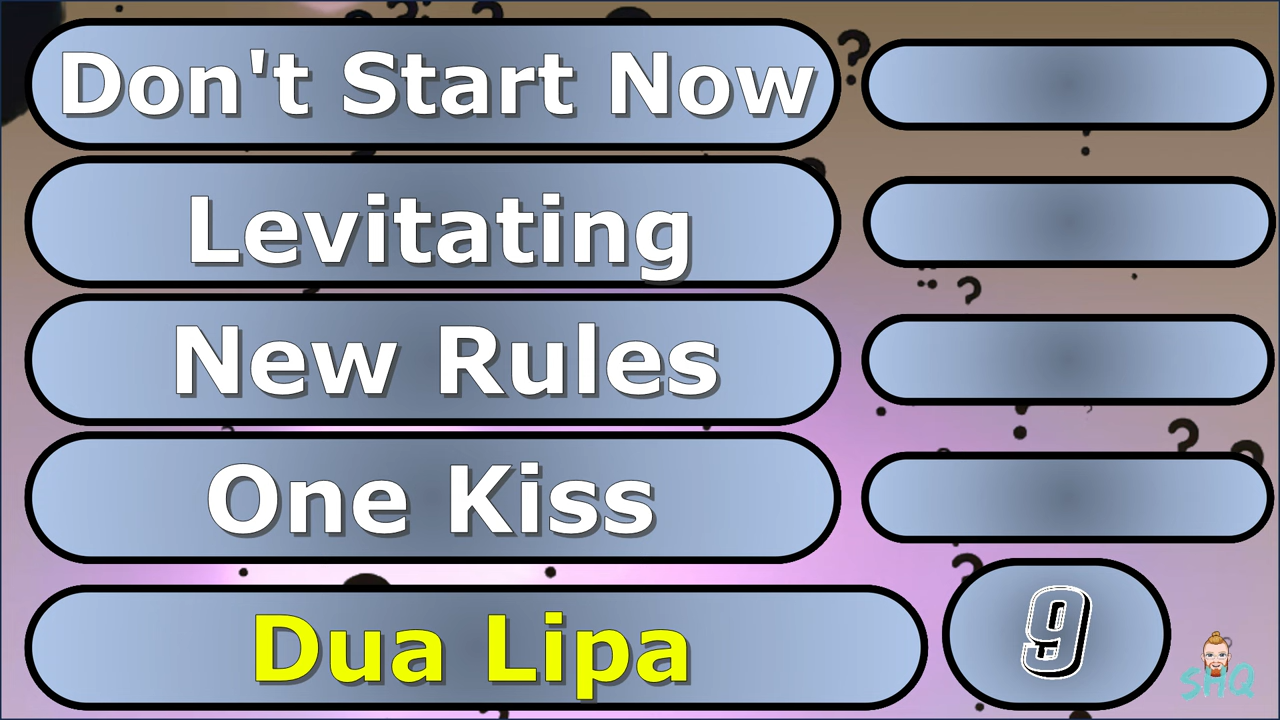 Don't Start Now
Levitating
New Rules
One Kiss
Dua Lipa
9
SHQ